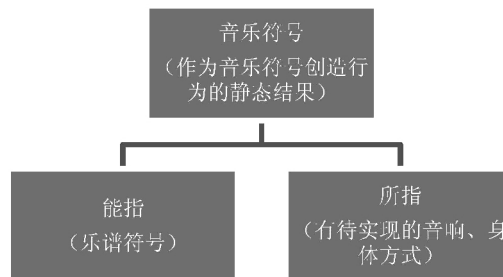 音乐符号
（作为音乐符号创造行
为的静态结果）
能指
（乐谱符号）
所指
（有待实现的音响、身
体方式）